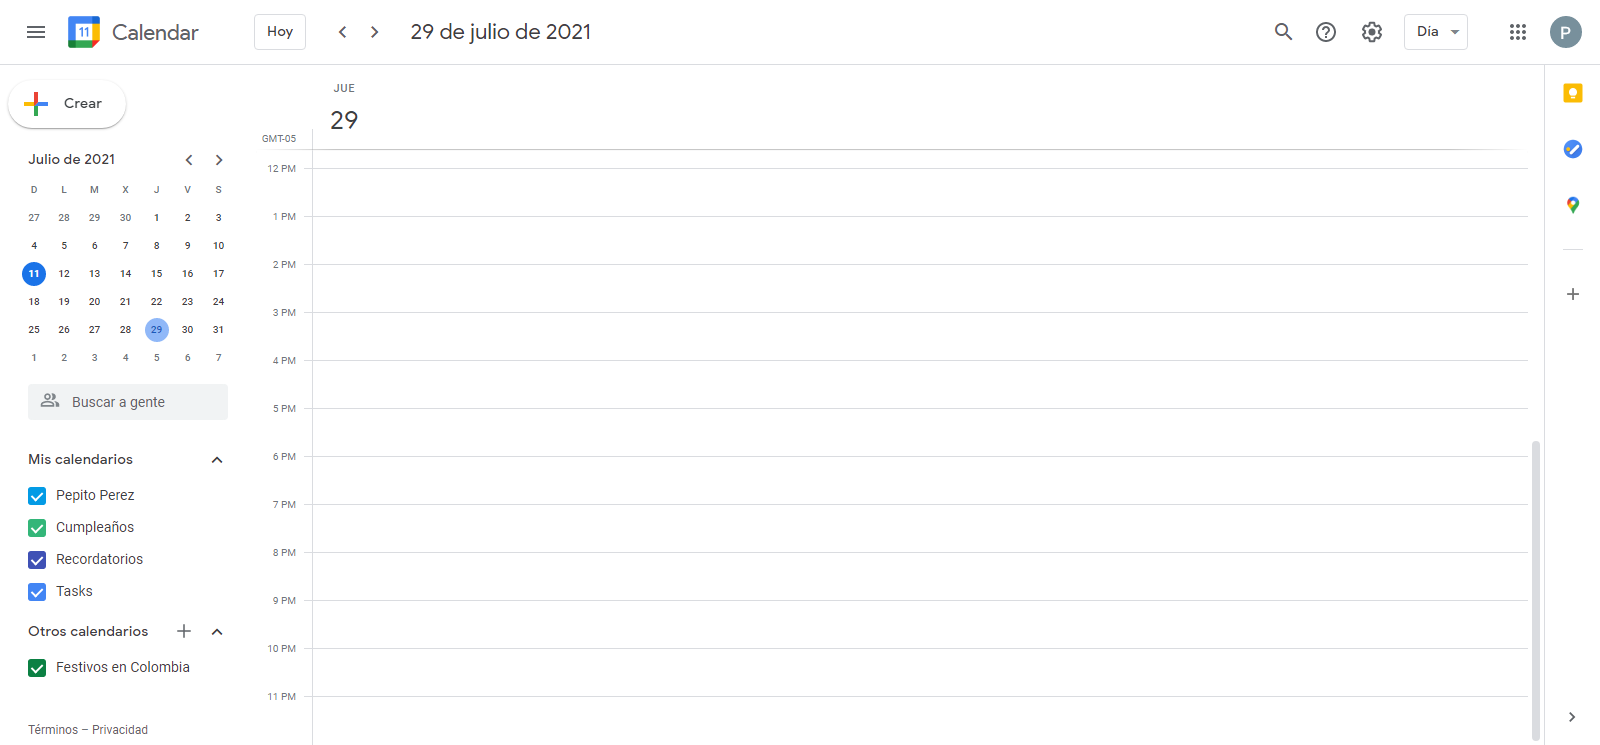 11 Calendar Hoy 29 de julio de 2021 Día P
Crear
Julio de 2021
D L M X J V S
27 28 29 30 1 2 3
4 5 6 7 8 9 10
11 12 13 14 15 16 17
18 19 20 21 22 23 24
25 26 27 28 29 30 31
1 2 3 4 5 6 7
Buscar a gente
Mis calendarios
Pepito Perez
Cumpleaños
Recordatorios
Tasks
Otros calendarios
Festivos en Colombia
Términos – Privacidad
JUE
29
GMT-05
12 PM
1 PM
2 PM
3 PM
4 PM
5 PM
6 PM
7 PM
8 PM
9 PM
10 PM
11 PM